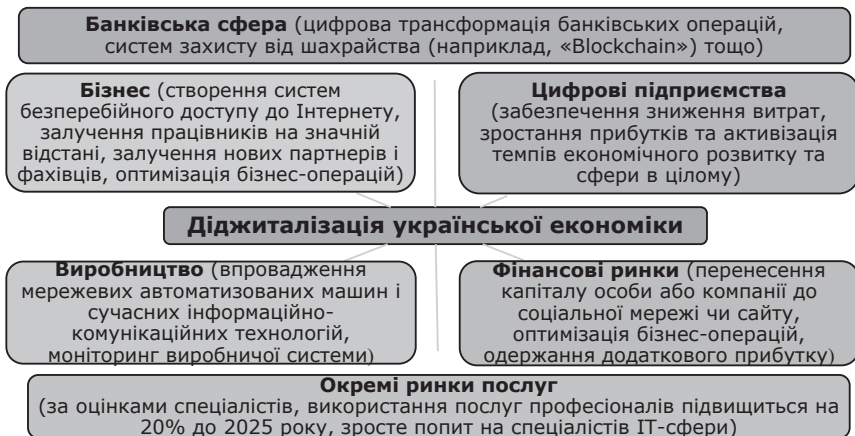 Банківська сфера (цифрова трансформація банківських операцій,
систем захисту від шахрайства (наприклад, «Blockchain») тощо)
Бізнес (створення систем
безперебійного доступу до Інтернету,
залучення працівників на значній
відстані, залучення нових партнерів і
фахівців, оптимізація бізнес-операцій)
Цифрові підприємства
(забезпечення зниження витрат,
зростання прибутків та активізація
темпів економічного розвитку та
сфери в цілому)
Діджиталізація української економіки
Виробництво (впровадження
мережевих автоматизованих машин і
сучасних інформаційно-
комунікаційних технологій,
моніторинг виробничої системи)
Фінансові ринки (перенесення
капіталу особи або компанії до
соціальної мережі чи сайту,
оптимізація бізнес-операцій,
одержання додаткового прибутку)
Окремі ринки послуг
(за оцінками спеціалістів, використання послуг професіоналів підвищиться на
20% до 2025 року, зросте попит на спеціалістів ІТ-сфери)